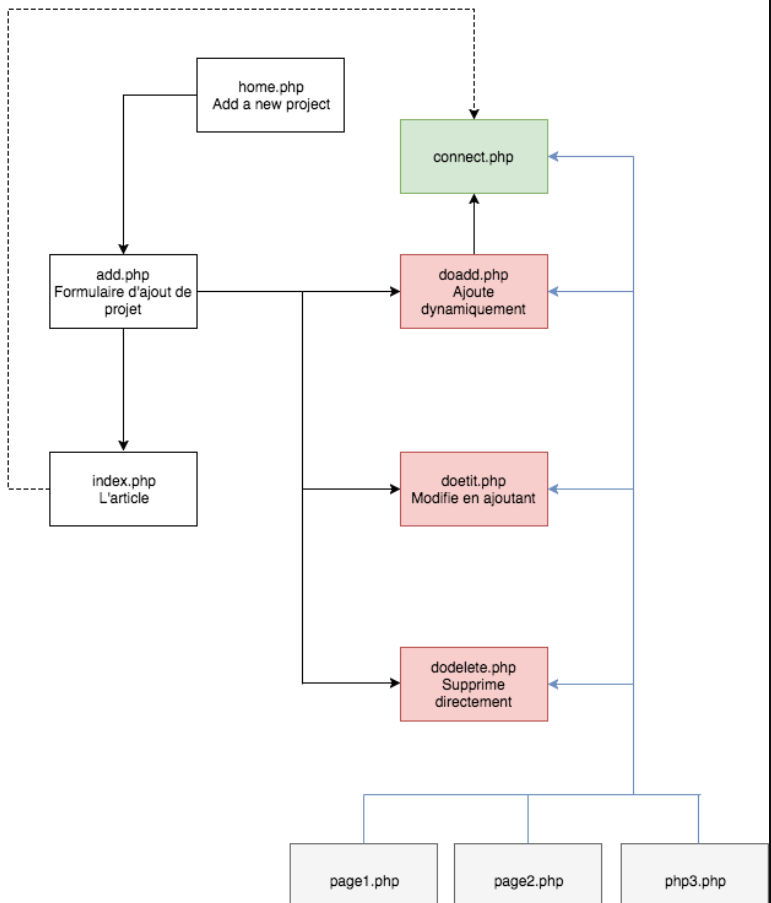 home.php
Add a new project
connect.php
add.php
Formulaire d'ajout de
projet
doadd.php
Ajoute
dynamiquement
index.php
L'article
doetit.php
Modifie en ajoutant
dodelete.php
Supprime
directement
page1.php
page2.php
php3.php